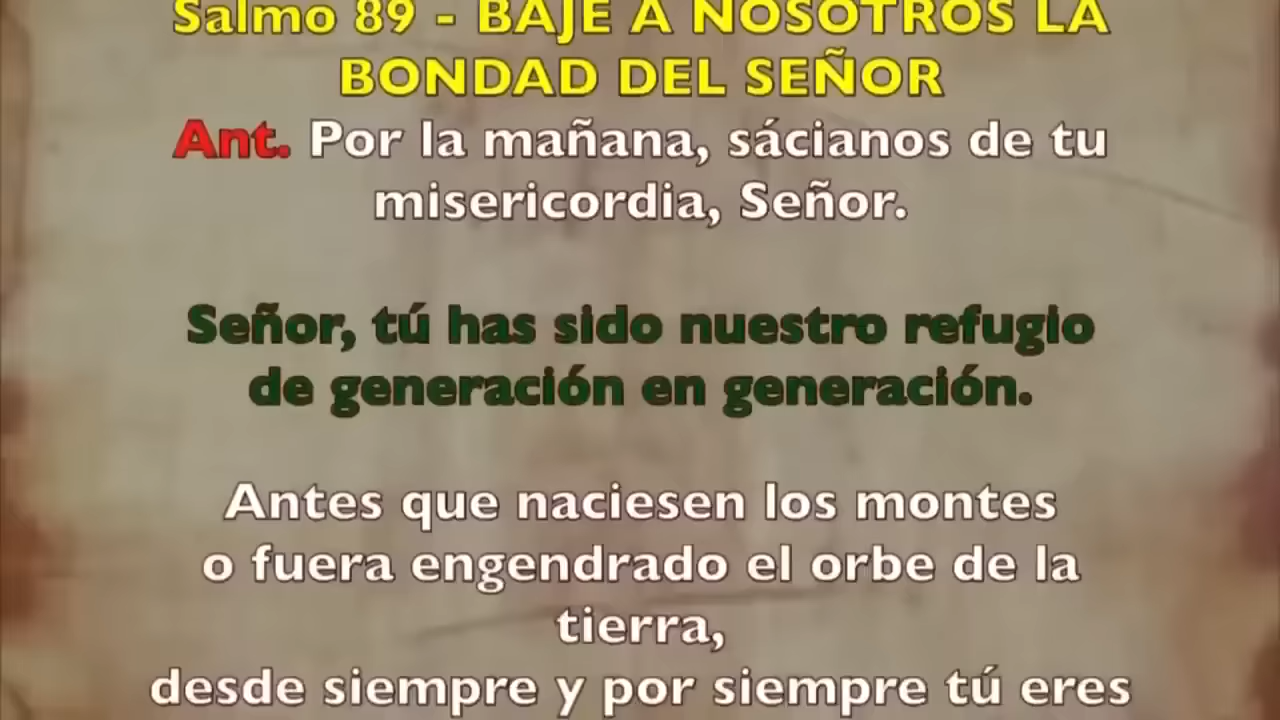 Salmo 89 - BAJE A NOSOTROS LA
BONDAD DEL SEÑOR
Ant. Por la mañana, sácianos de tu
misericordia, Señor.
Señor, tú has sido nuestro refugio
de generación en generación.
Antes que naciesen los montes
o fuera engendrado el orbe de la
tierra,
desde siempre y por siempre tú eres